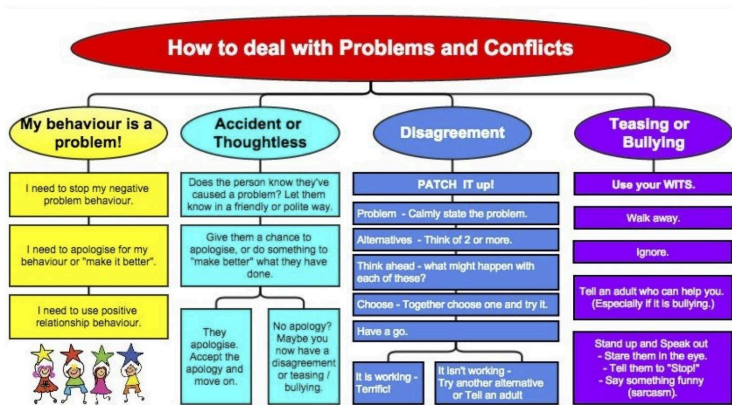 How to deal with Problems and Conflicts
My behaviour is a
problem!
I need to stop my negative
problem behaviour.
I need to apologise for my
behaviour or "make it better".
I need to use positive
relationship behaviour.
Accident or
Thoughtless
Does the person know they've
caused a problem? Let them
know in a friendly or polite way.
Give them a chance to
apologise, or do something to
"make better" what they have
done.
They
apologise.
Accept the
apology and
move on.
No apology?
Maybe you
now have a
disagreement
or teasing /
bullying.
Disagreement
PATCH IT up!
Problem - Calmly state the problem.
Alternatives - Think of 2 or more.
Think ahead - what might happen with
each of these?
Choose - Together choose one and try it.
Have a go.
It is working -
Terrific!
It isn't working -
Try another alternative
or Tell an adult
Teasing or
Bullying
Use your WITS.
Walk away.
Ignore.
Tell an adult who can help you.
(Especially if it is bullying.)
Stand up and Speak out
- Stare them in the eye.
- Tell them to "Stop!"
- Say something funny
(sarcasm).